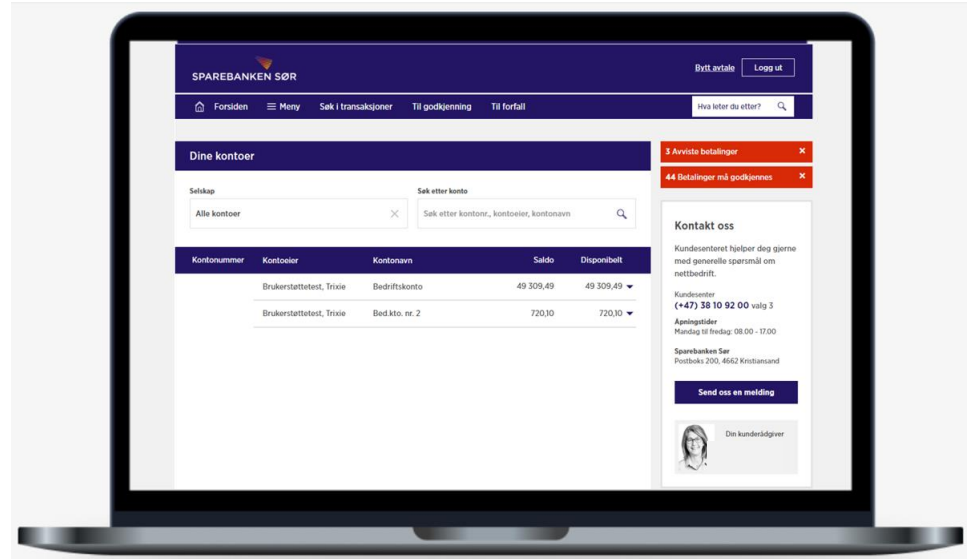 SPAREBANKEN SØR
Bytt avtale
Logg ut
Forsiden
Meny
Søk i transaksjoner
Til godkjenning
Til forfall
Hva leter du etter?
Dine kontoer
Selskap
Alle kontoer
Søk etter konto
Søk etter kontonr., kontoeier, kontonavn
Kontonummer Kontoeier Kontonavn Saldo Disponibelt
Brukerstøttetest, Trixie Bedriftskonto 49 309,49 49 309,49
Brukerstøttetest, Trixie Bed.kto. nr. 2 720,10 720,10
3 Avviste betalinger
44 Betalinger må godkjennes
Kontakt oss
Kundesenteret hjelper deg gjerne
med generelle spørsmål om
nettbedrift.
Kundesenter
(+47) 38 10 92 00 valg 3
Åpningstider
Mandag til fredag: 08.00 - 17.00
Sparebanken Sør
Postboks 200, 4662 Kristiansand
Send oss en melding
Din kunderådgiver